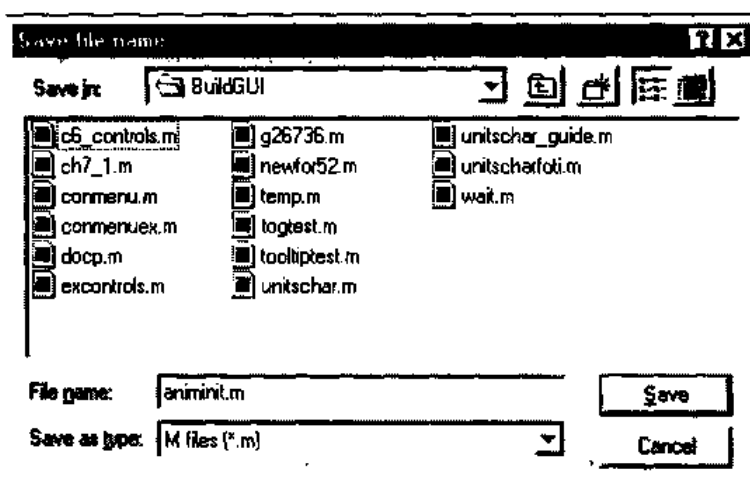 Save file name
Save in: BuildGUI
c6_controls.m g26736.m unitschar_guide.m
ch7_1.m newfor52.m unitscharfoti.m
conmenu.m temp.m wait.m
conmenuex.m togtest.m
docp.m tooltiptest.m
excontrols.m unitschar.m
File name: animinit.m Save
Save as type: M files (*.m) Cancel